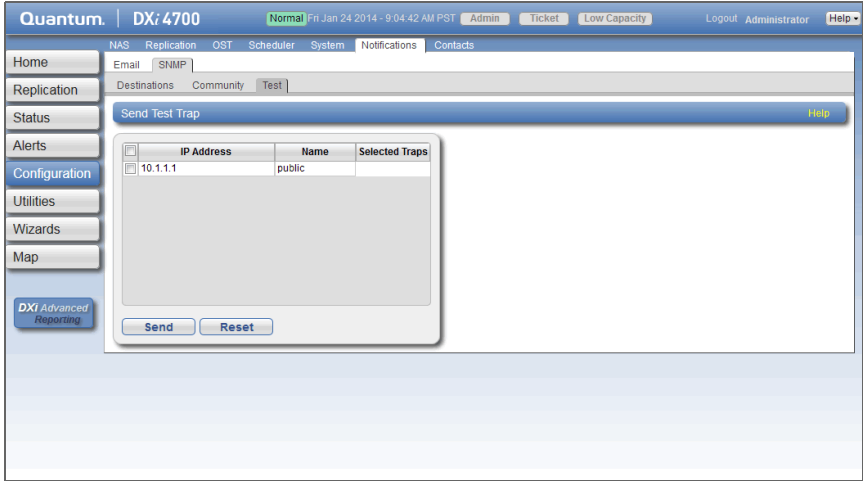 Quantum. DXi 4700 Normal Fri Jan 24 2014 - 9:04:42 AM PST Admin Ticket Low Capacity Logout Administrator Help
NAS Replication OST Scheduler System Notifications Contacts
Email SNMP
Destinations Community Test
Home
Replication
Status
Alerts
Configuration
Utilities
Wizards
Map
DXi Advanced
Reporting
Send Test Trap Help
IP Address Name Selected Traps
10.1.1.1 public
Send Reset